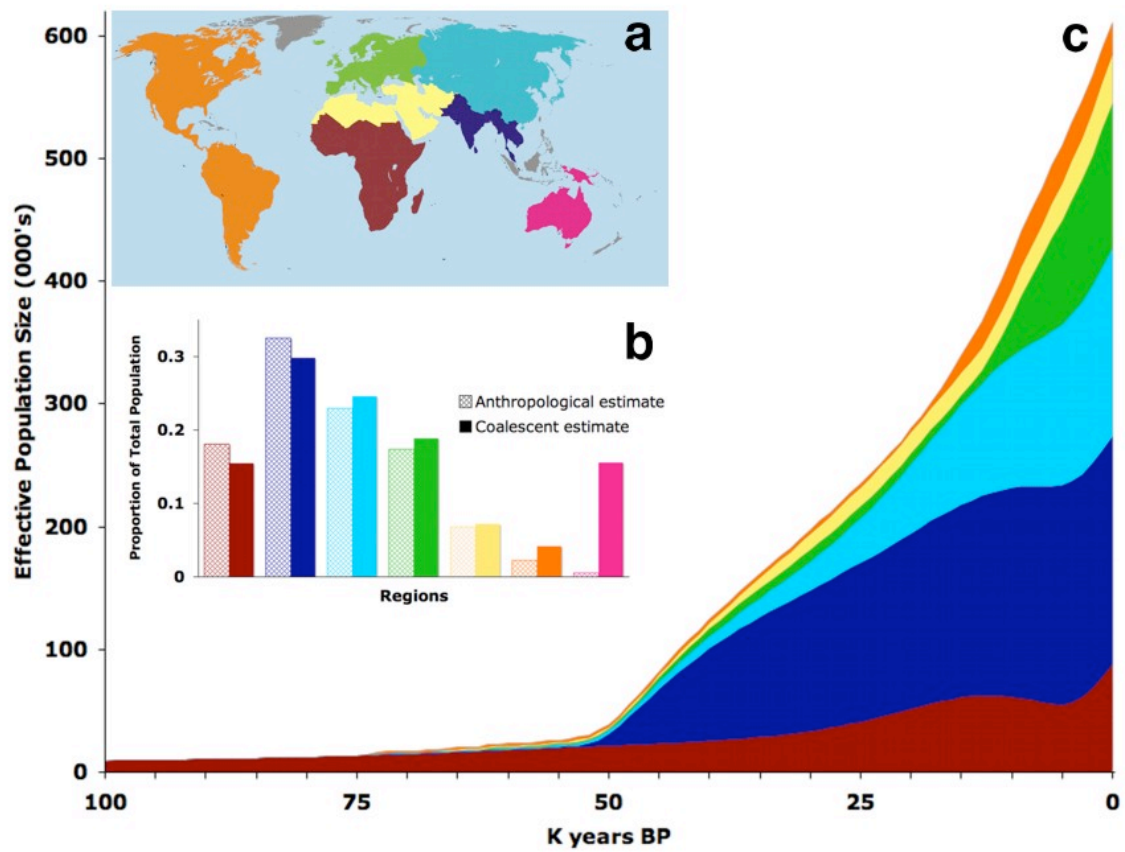 a
c
600
500
400
300
200
100
0
Effective Population Size (000's)
b
Proportion of Total Population
0.3
0.2
0.1
0
Anthropological estimate
Coalescent estimate
Regions
100
75
50
25
0
K years BP